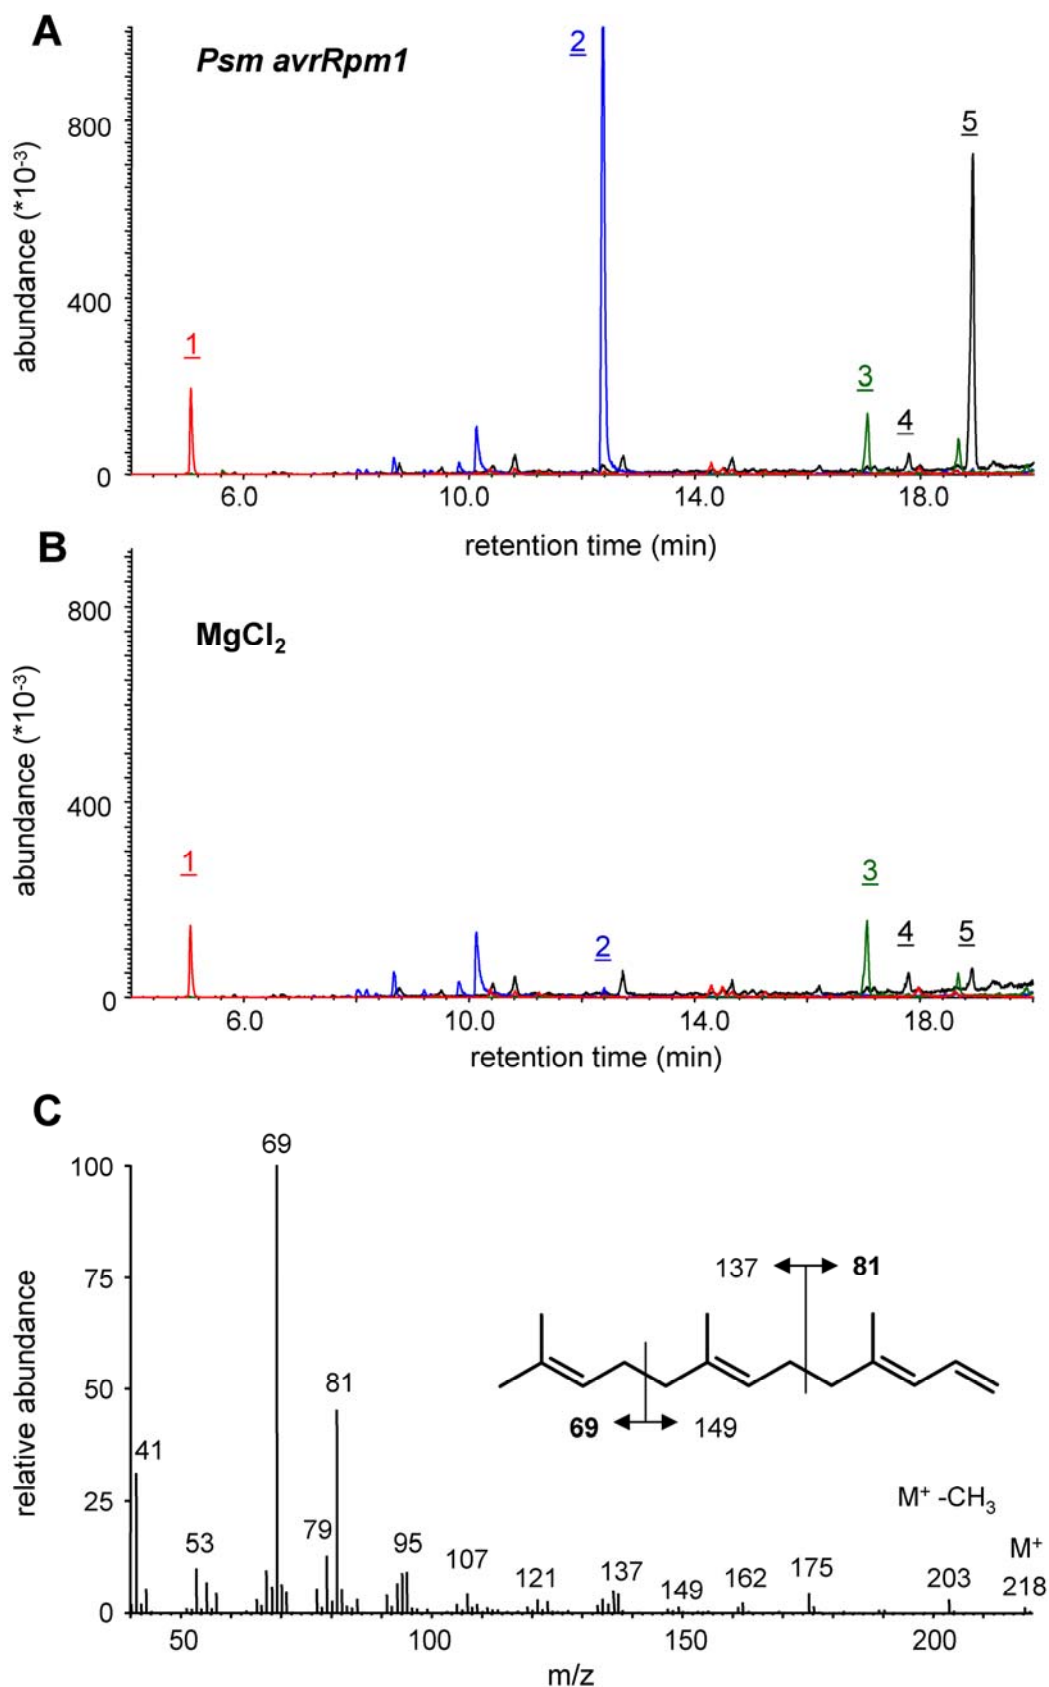 A
Psm avrRpm1
abundance (*10-3)
800
400
0
1
2
3
4
5
6.0 10.0 14.0 18.0
retention time (min)
B
MgCl2
abundance (*10-3)
800
400
0
1
2
3
4
5
6.0 10.0 14.0 18.0
retention time (min)
C
relative abundance
100
75
50
25
0
69
81
41
53
79
95
107
121
137
149
162
175
203
218
M+ -CH3
M+
137 81
69 149
50 100 150 200
m/z